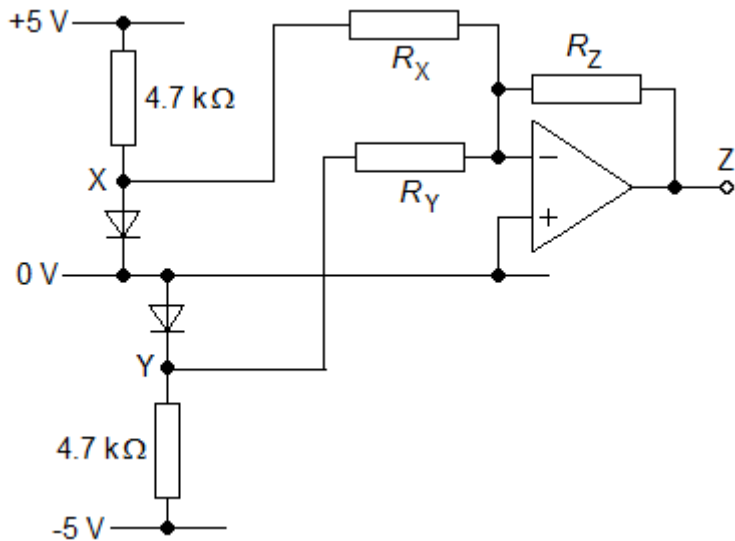 +5 V
4.7 kΩ
R_X
R_Z
X
R_Y
−
+
Z
0 V
Y
4.7 kΩ
-5 V